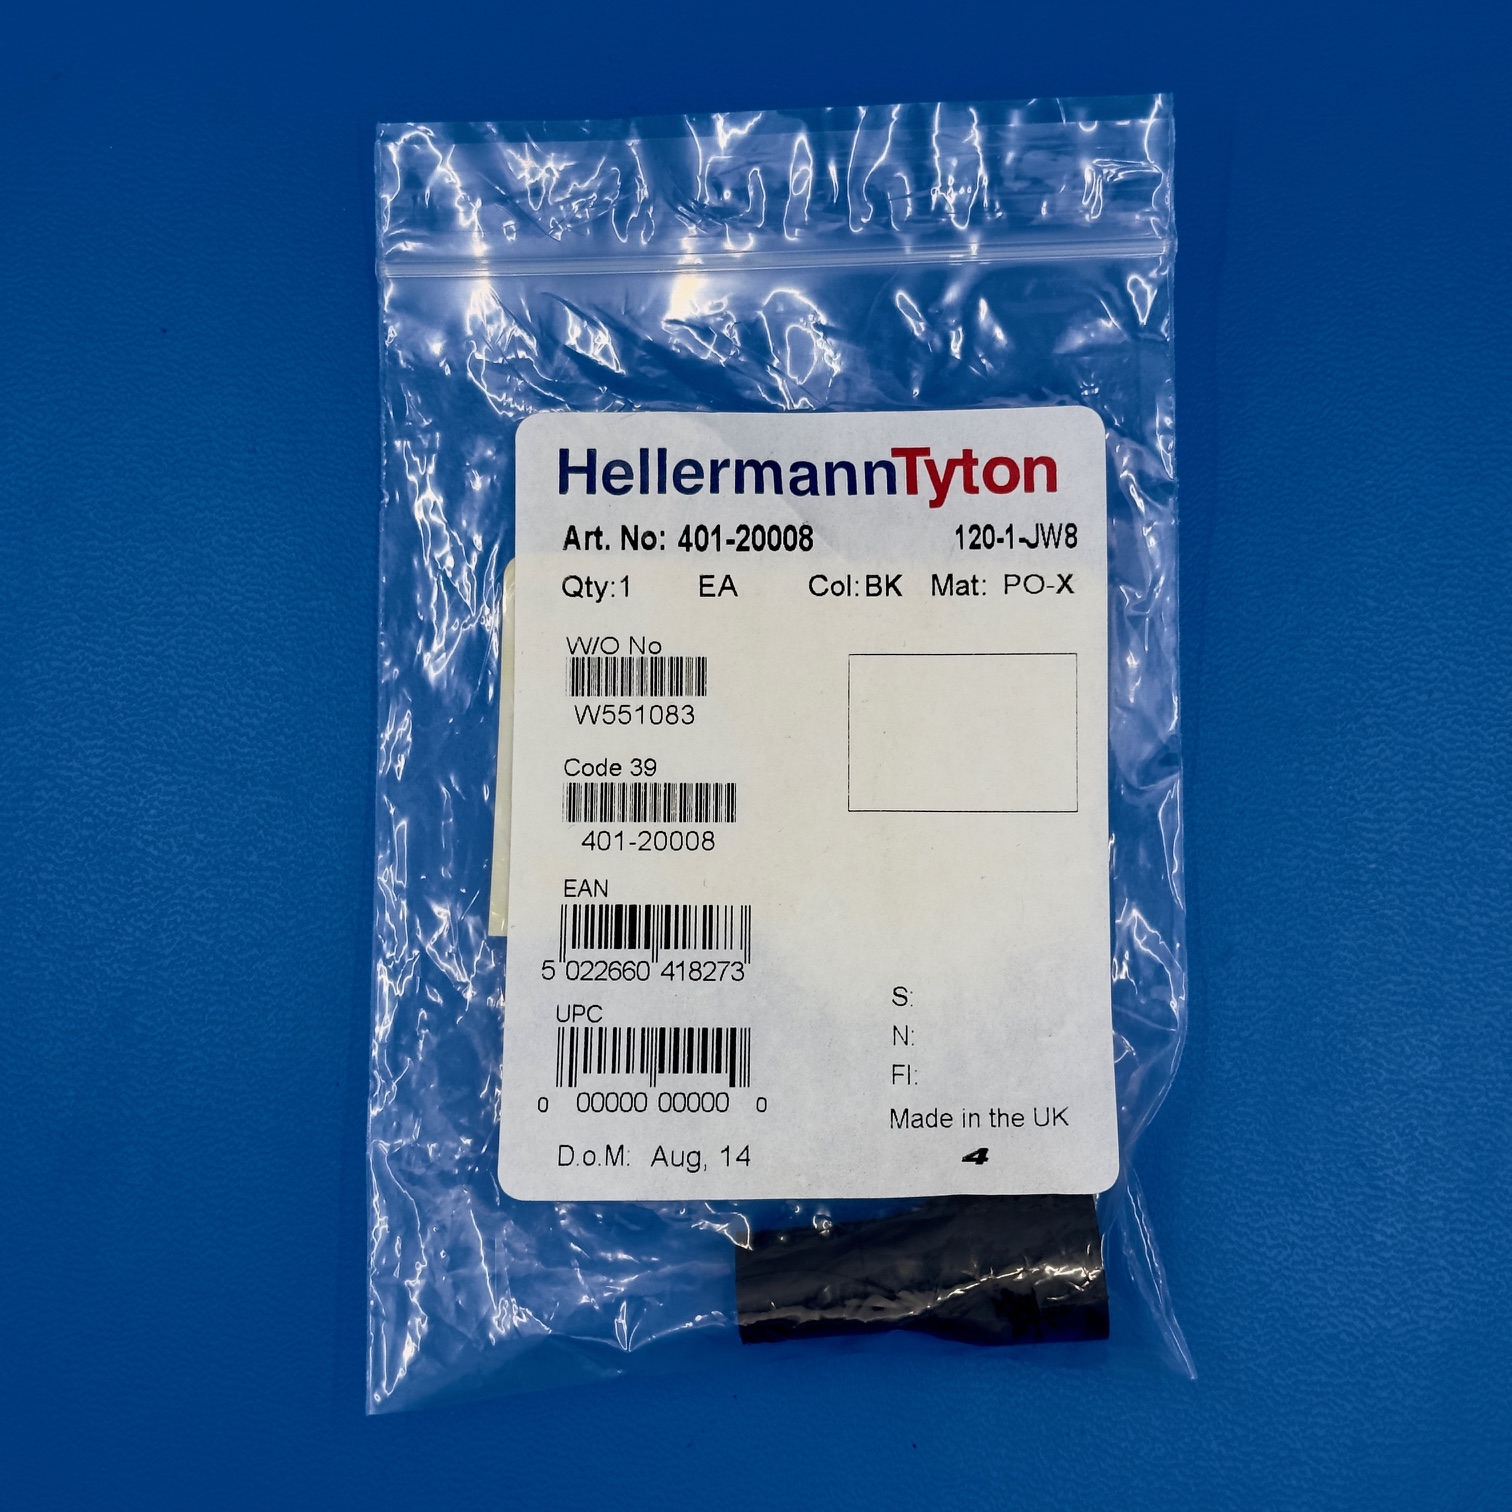 HellermannTyton
Art. No: 401-20008 120-1-JW8
Qty:1 EA Col:BK Mat: PO-X
W/O No
W551083
Code 39
401-20008
EAN
5 022660 418273
UPC
0 00000 00000 0
S:
N:
FI:
Made in the UK
D.o.M: Aug, 14
4